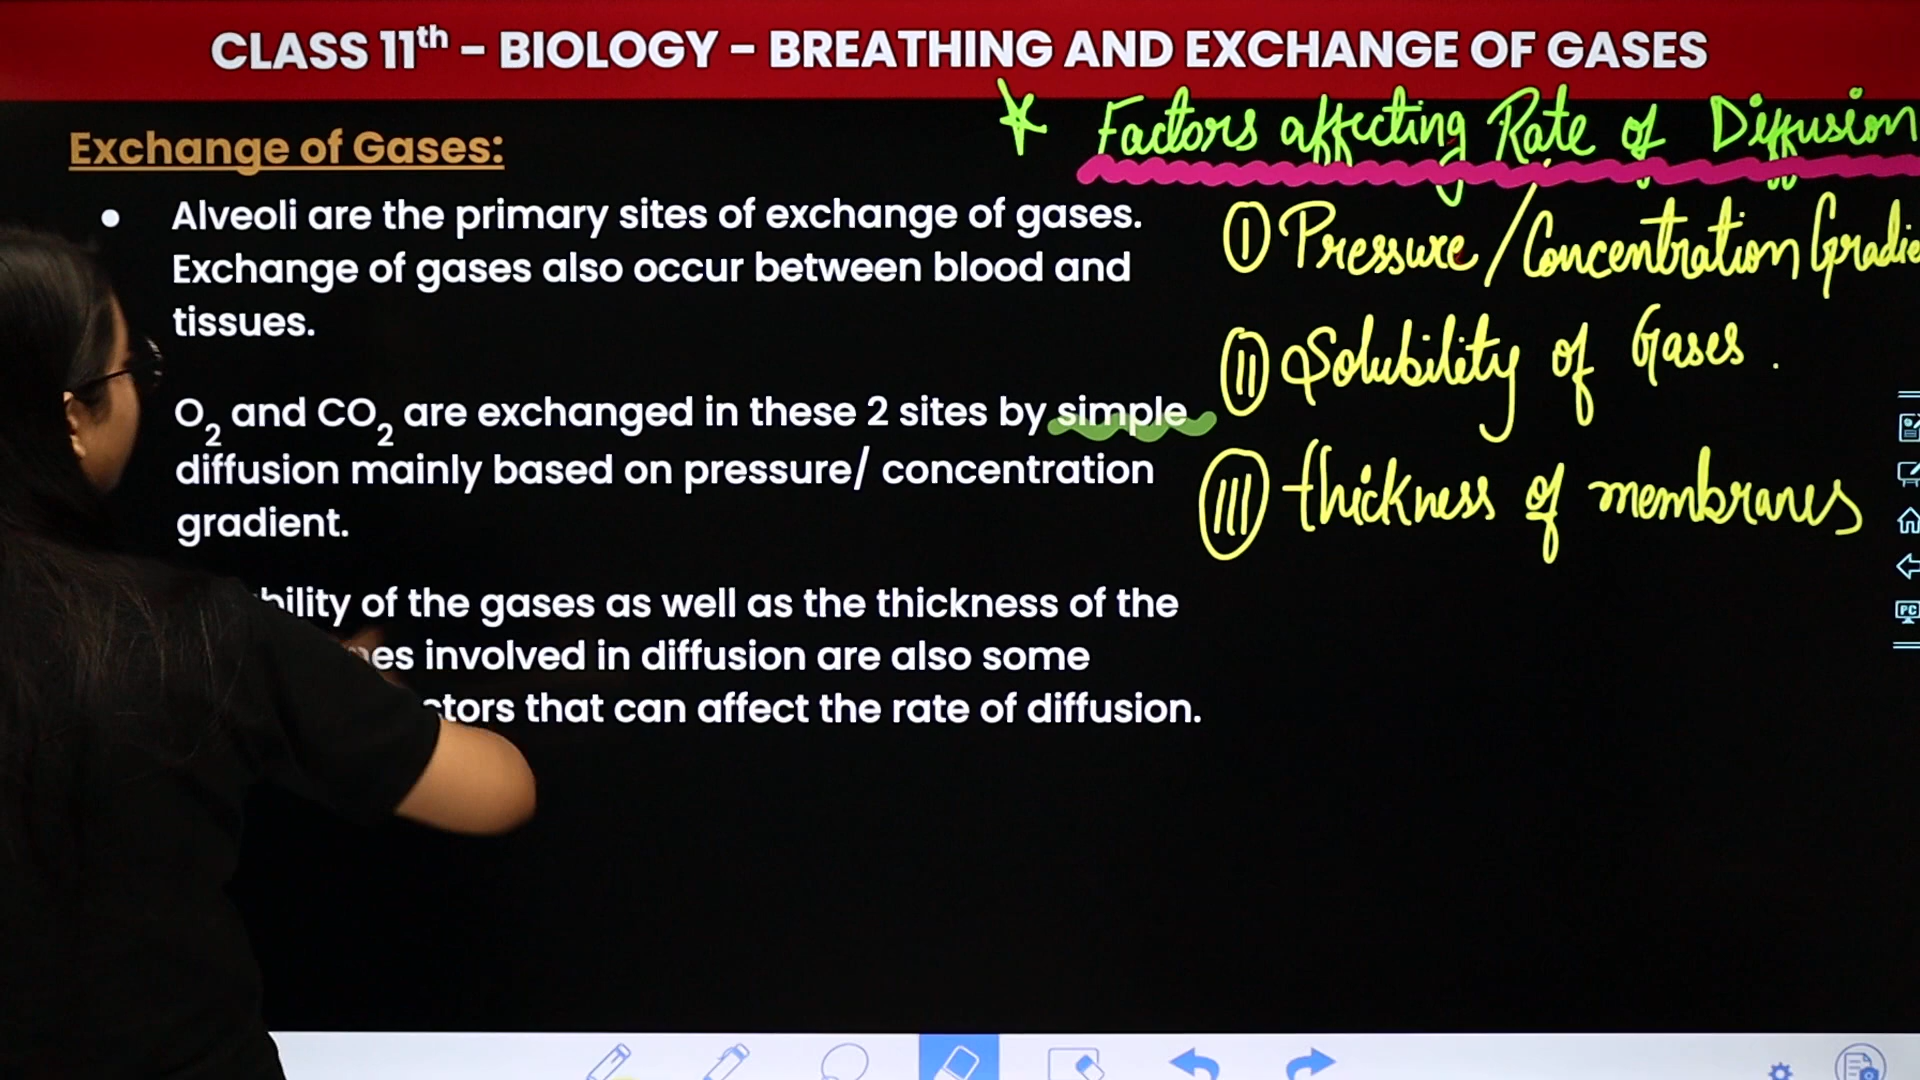 CLASS 11th – BIOLOGY – BREATHING AND EXCHANGE OF GASES
Exchange of Gases:
• Alveoli are the primary sites of exchange of gases.
Exchange of gases also occur between blood and
tissues.
O2 and CO2 are exchanged in these 2 sites by simple
diffusion mainly based on pressure/ concentration
gradient.
of the gases as well as the thickness of the
involved in diffusion are also some
that can affect the rate of diffusion.
* Factors affecting Rate of Diffusion
I Pressure/Concentration
II Solubility of Gases.
III thickness of membranes
PC